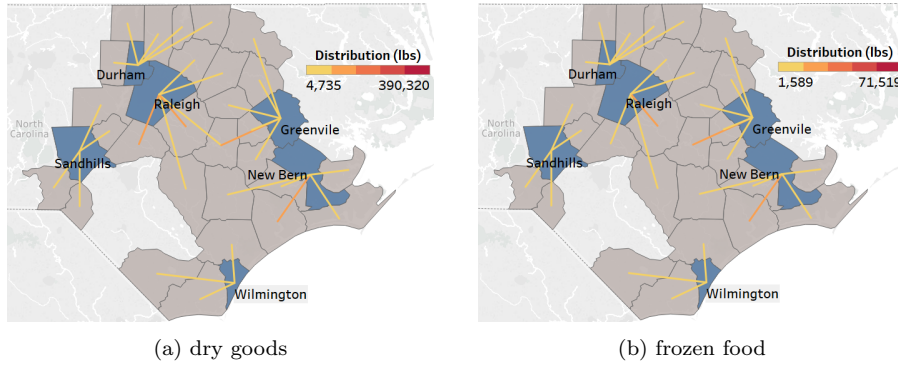 Distribution (lbs)
4,735 390,320
Durham
Raleigh
North
Carolina
Greenvile
Sandhills
New Bern
Wilmington
(a) dry goods
Distribution (lbs)
1,589 71,519
Durham
Raleigh
North
Carolina
Greenvile
Sandhills
New Bern
Wilmington
(b) frozen food